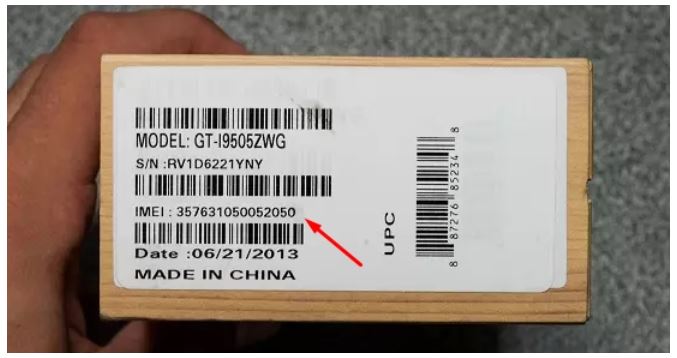 MODEL: GT-I9505ZWG
S/N :RV1D6221YNY
IMEI : 357631050052050
Date :06/21/2013
MADE IN CHINA
UPC
8 87276 85234 8